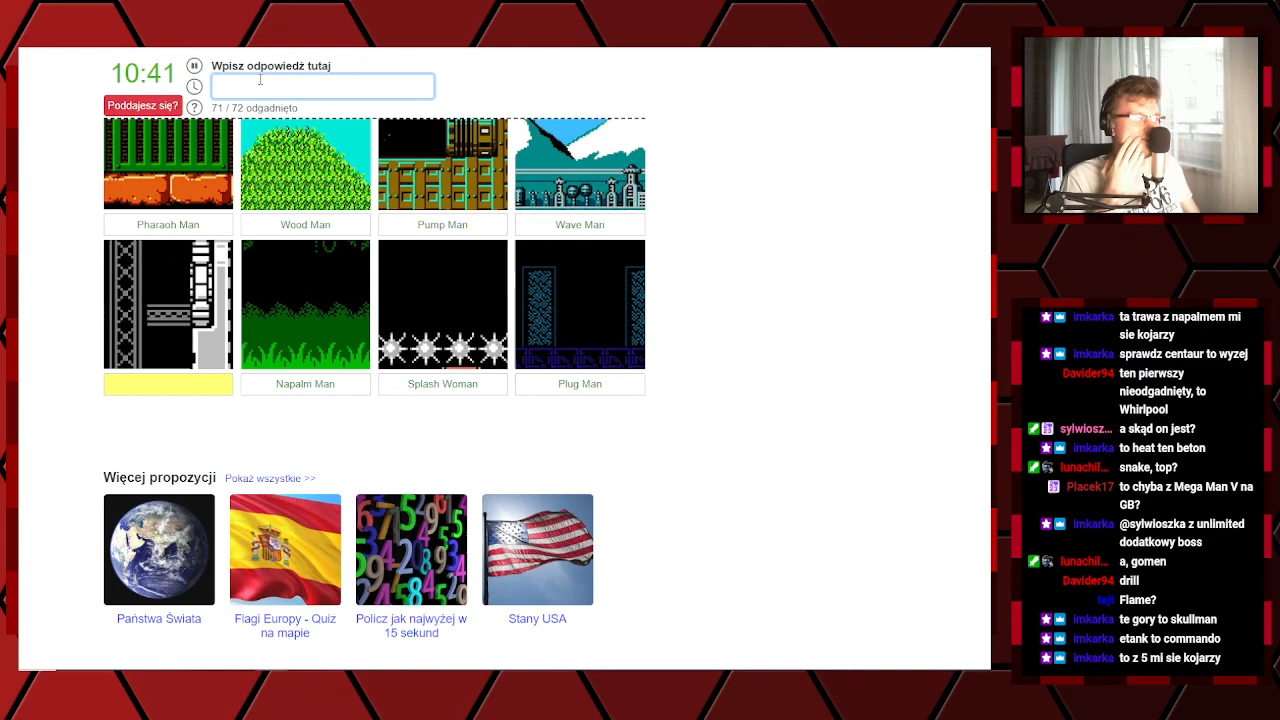 10:41
Wpisz odpowiedź tutaj
Poddajesz się?
?
71 / 72 odgadnięto
Pharaoh Man
Wood Man
Pump Man
Wave Man
Napalm Man
Splash Woman
Plug Man
Więcej propozycji
Pokaż wszystkie >>
Państwa Świata
Flagi Europy - Quiz
na mapie
Policz jak najwyżej w
15 sekund
Stany USA
imkarka ta trawa z napalmem mi
sie kojarzy
imkarka sprawdz centaur to wyzej
Davider94 ten pierwszy
nieodgadnięty, to
Whirlpool
sylwiosz... a skąd on jest?
imkarka to heat ten beton
lunachil... snake, top?
Placek17 to chyba z Mega Man V na
GB?
imkarka @sylwioszka z unlimited
dodatkowy boss
lunachil... a, gomen
Davider94 drill
tejt Flame?
imkarka te gory to skullman
imkarka etank to commando
imkarka to z 5 mi sie kojarzy